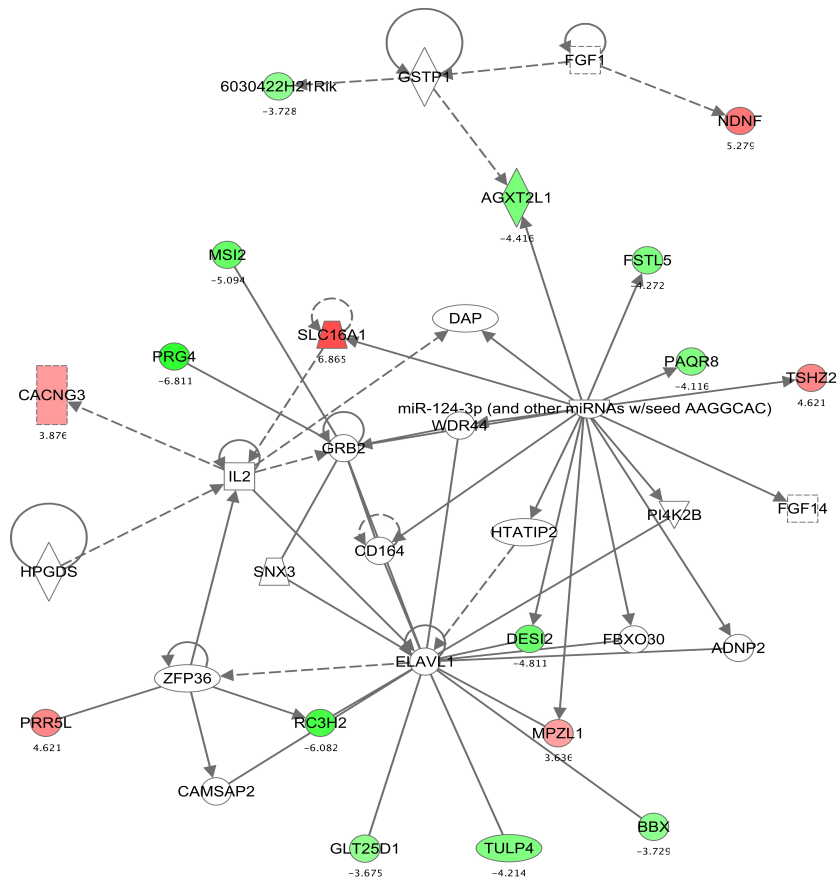 GSTP1
FGF1
6030422H21Rik
-3.728
NDNF
5.279
AGXT2L1
-4.416
MSI2
-5.094
FSTL5
-4.272
DAP
SLC16A1
6.865
PRG4
-6.811
PAQR8
-4.116
TSHZ2
4.621
CACNG3
3.876
miR-124-3p (and other miRNAs w/seed AAGGCAC)
WDR44
GRB2
IL2
FGF14
PI4K2B
HTATIP2
CD164
HPGDS
SNX3
DESI2
-4.811
FBXO30
ADNP2
ELAVL1
ZFP36
PRR5L
4.621
RC3H2
-6.082
MPZL1
3.636
CAMSAP2
BBX
-3.729
GLT25D1
-3.675
TULP4
-4.214